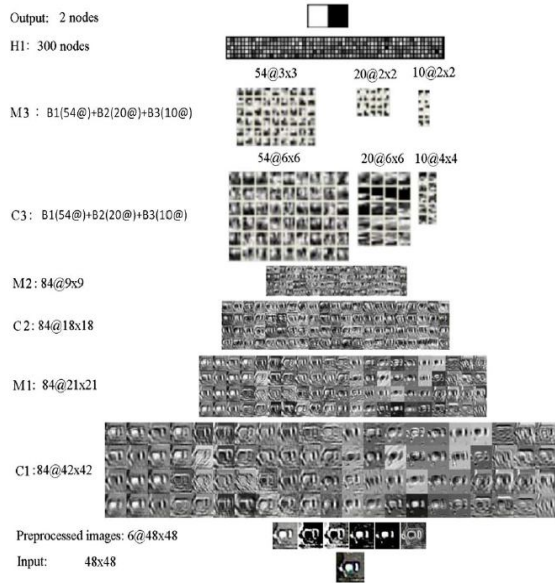 Output: 2 nodes
H1: 300 nodes
54@3x3 20@2x2 10@2x2
M3 : B1(54@)+B2(20@)+B3(10@)
54@6x6 20@6x6 10@4x4
C3: B1(54@)+B2(20@)+B3(10@)
M2: 84@9x9
C2: 84@18x18
M1: 84@21x21
C1:84@42x42
Preprocessed images: 6@48x48
Input: 48x48